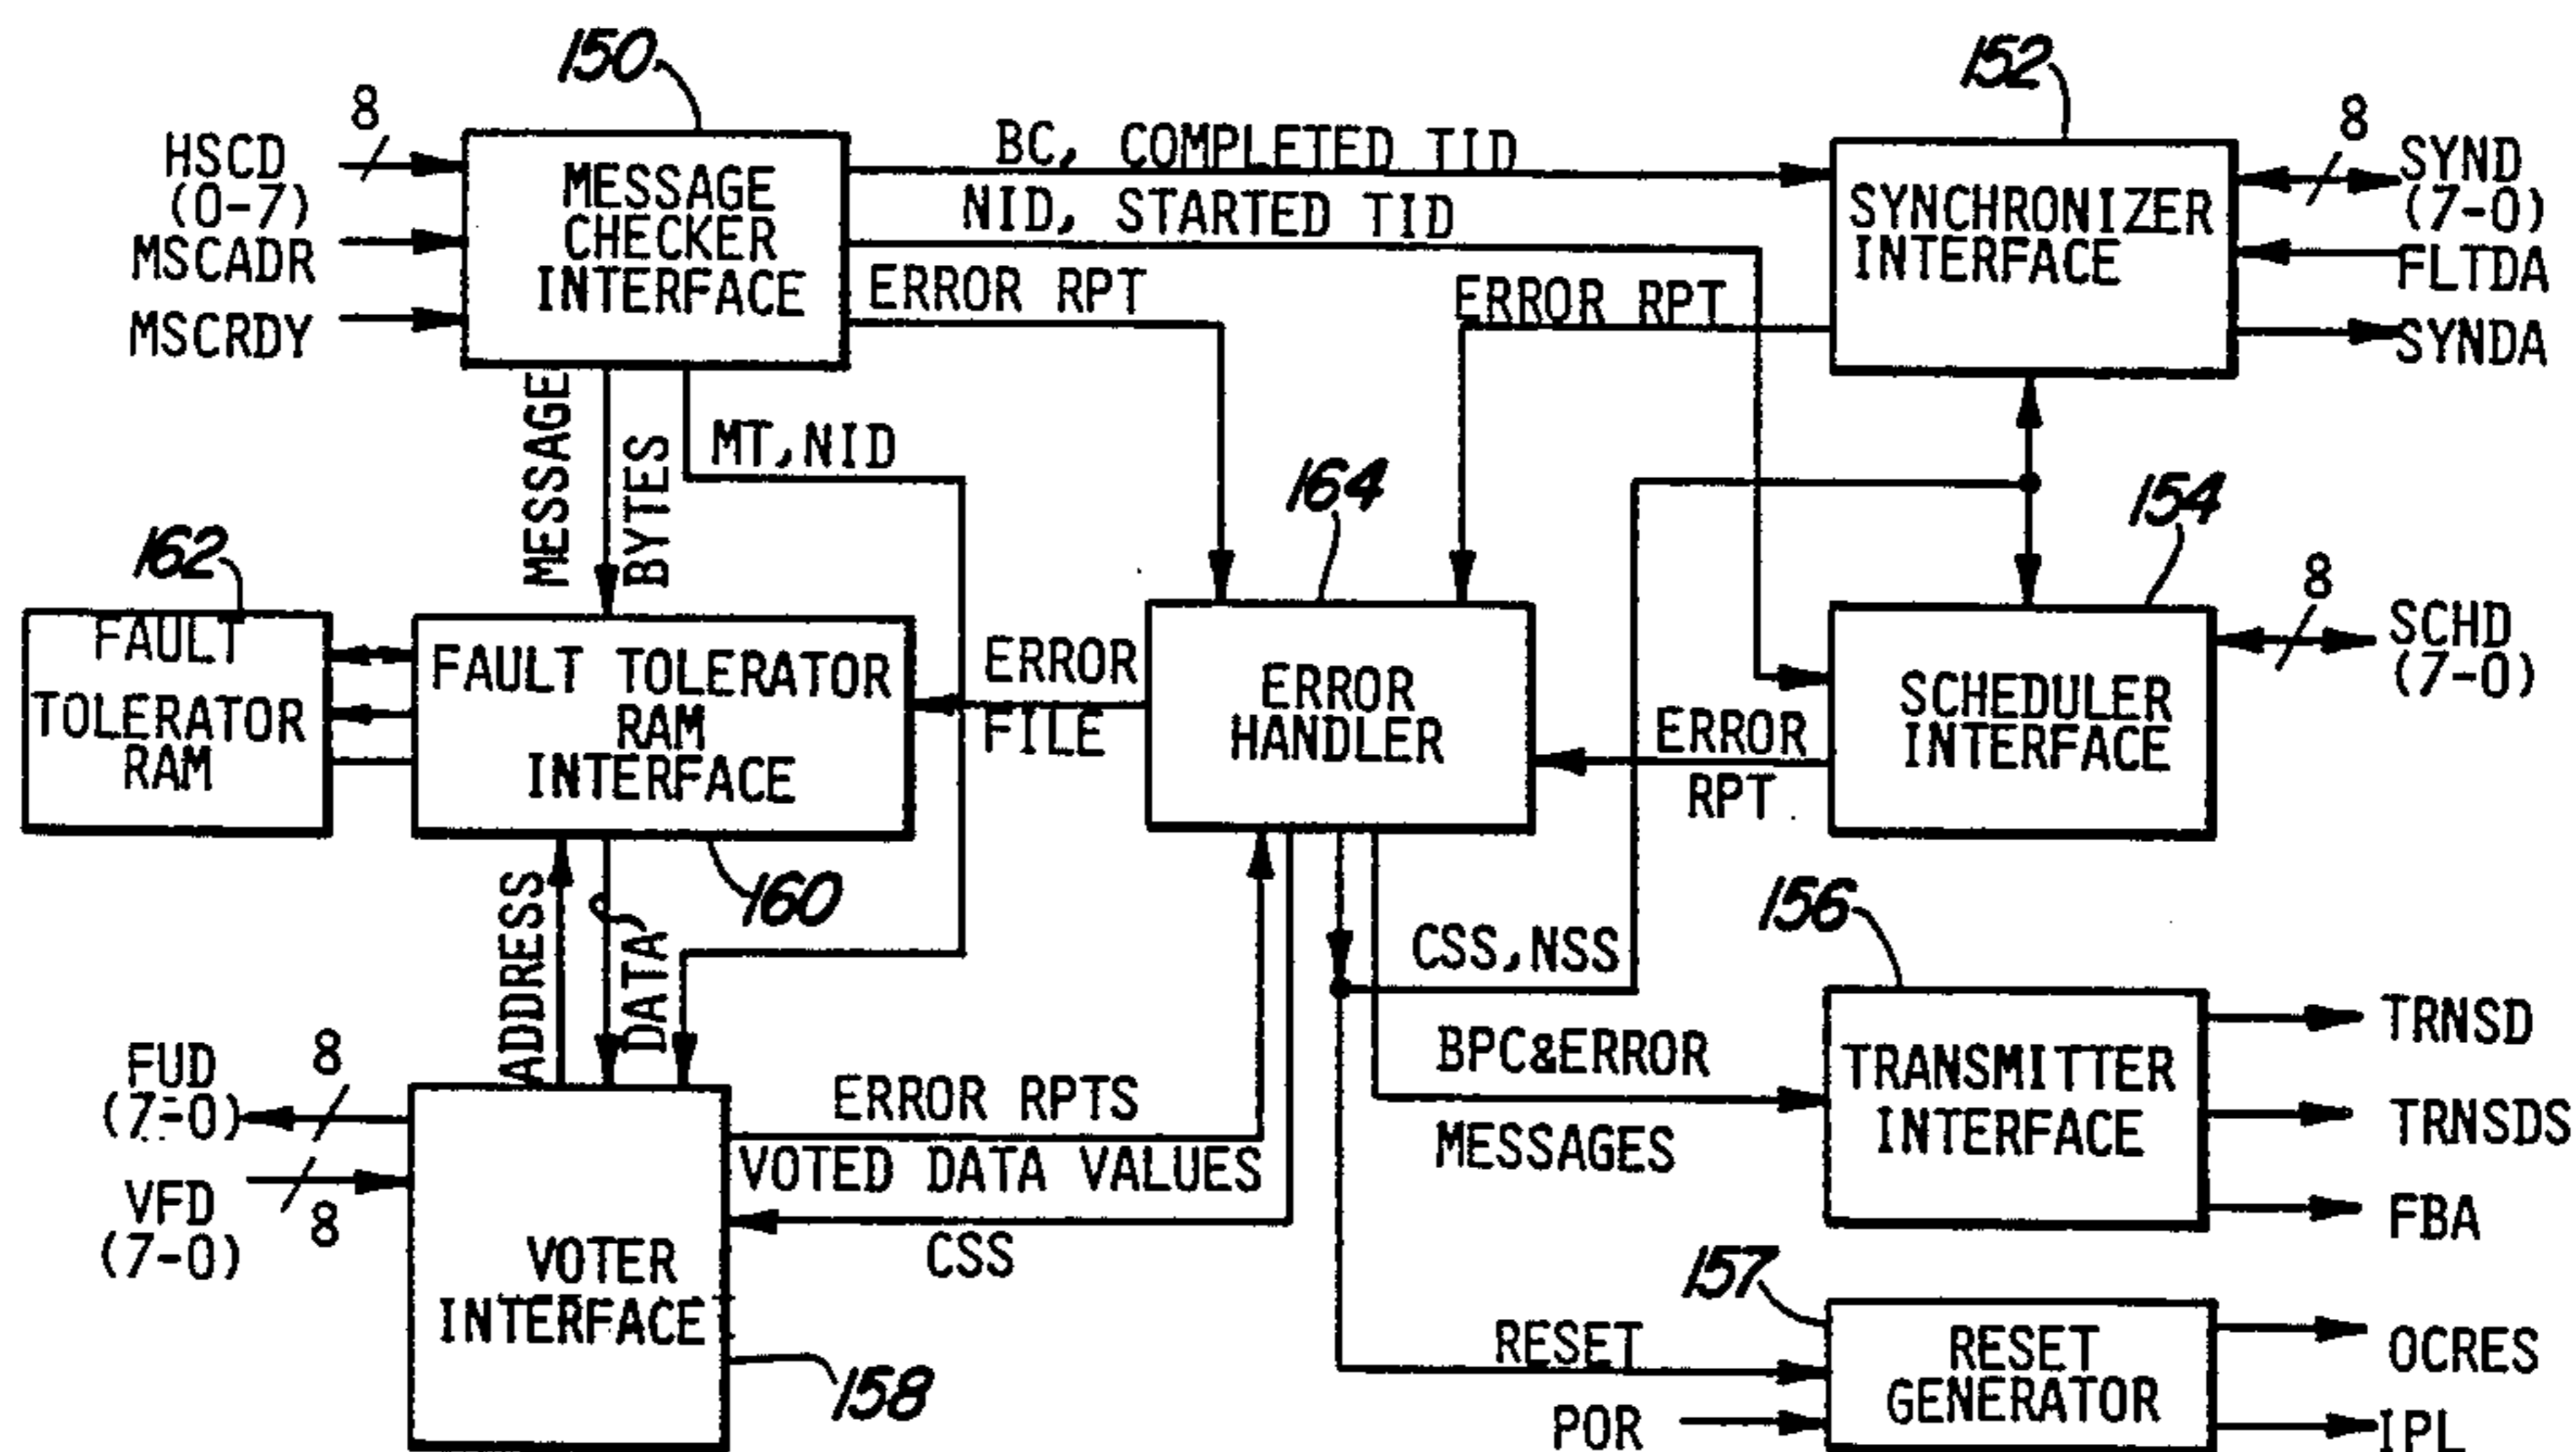 150
152
8
HSCD
(0-7)
MSCADR
MSCRDY
MESSAGE
CHECKER
INTERFACE
BC, COMPLETED TID
NID, STARTED TID
ERROR RPT
ERROR RPT
SYNCHRONIZER
INTERFACE
8
SYND
(7-0)
FLTDA
SYNDA
MESSAGE
BYTES
MT,NID
164
154
162
FAULT
TOLERATOR
RAM
FAULT TOLERATOR
RAM
INTERFACE
160
ERROR
FILE
ERROR
HANDLER
ERROR
RPT
SCHEDULER
INTERFACE
8
SCHD
(7-0)
ADDRESS
DATA
CSS,NSS
156
FUD
(7-0)
8
VFD
(7-0)
8
VOTER
INTERFACE
158
ERROR RPTS
VOTED DATA VALUES
CSS
BPC&ERROR
MESSAGES
TRANSMITTER
INTERFACE
TRNSD
TRNSDS
FBA
157
RESET
POR
RESET
GENERATOR
OCRES
IPL